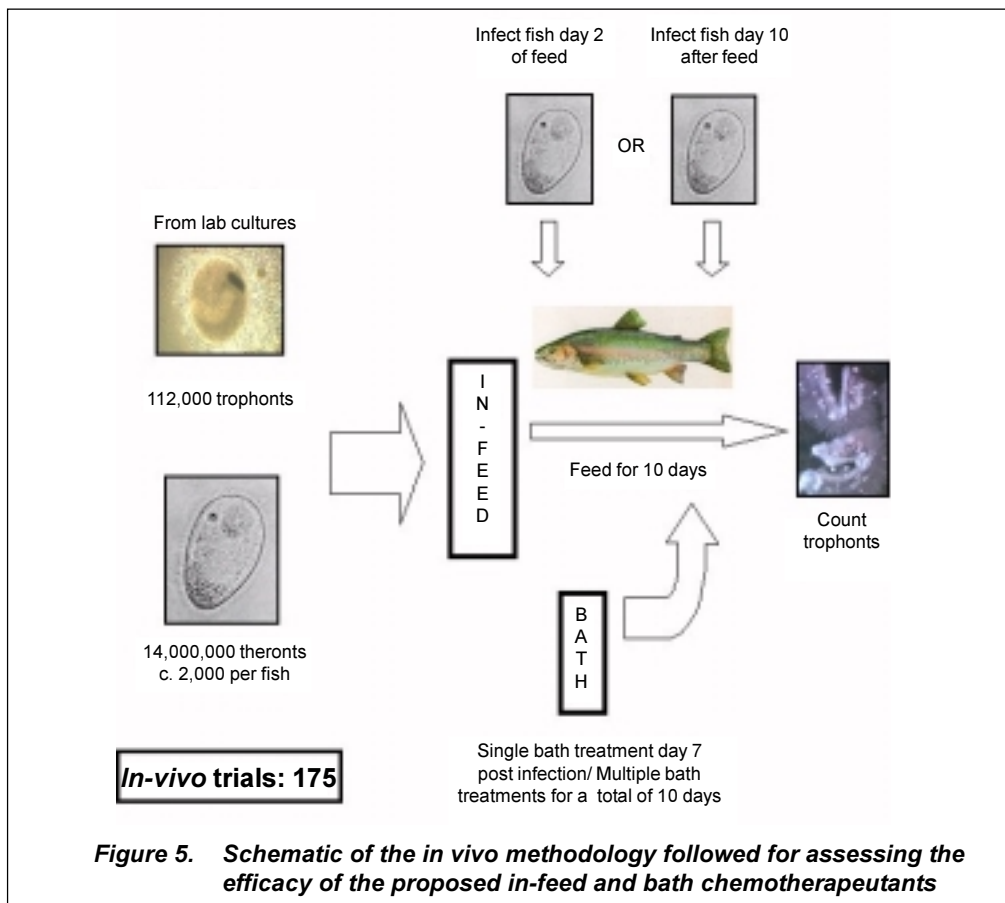 Infect fish day 2
of feed
Infect fish day 10
after feed
OR
From lab cultures
112,000 trophonts
14,000,000 theronts
c. 2,000 per fish
In-vivo trials: 175
IN-FEED
Feed for 10 days
Count
trophonts
BATH
Single bath treatment day 7
post infection/ Multiple bath
treatments for a total of 10 days
Figure 5. Schematic of the in vivo methodology followed for assessing the
efficacy of the proposed in-feed and bath chemotherapeutants